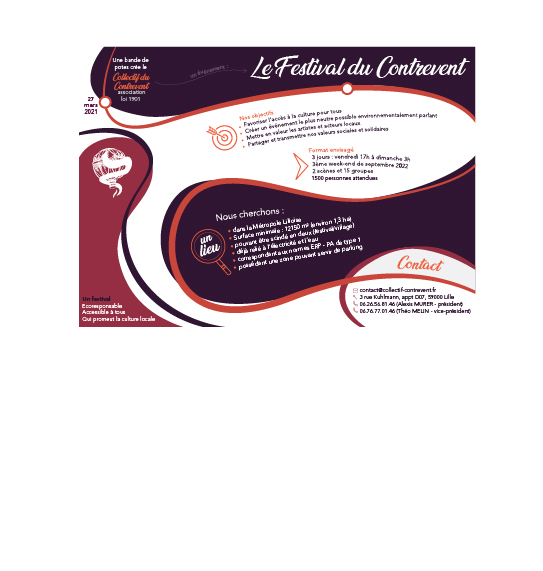 Une bande de
potes crée le
Collectif du
Contrevent
association
loi 1901
27
mars
2021
un événement :
Le Festival du Contrevent
Nos objectifs
Favoriser l'accès à la culture pour tous
Créer un événement le plus neutre possible environnementalement parlant
Mettre en valeur les artistes et acteurs locaux
Partager et transmettre nos valeurs sociales et solidaires
Format envisagé
3 jours : vendredi 17h à dimanche 3h
3ème week-end de septembre 2022
2 scènes et 15 groupes
1500 personnes attendues
Nous cherchons :
un
lieu
dans la Métropole Lilloise
Surface minimale : 12150 m² (environ 1,3 ha)
pouvant être scindé en deux (festival/village)
déjà relié à l'électricité et l'eau
correspondant aux normes ERP - PA de type 1
possédant une zone pouvant servir de parking
Un festival
Ecoresponsable
Accessible à tous
Qui promeut la culture locale
Contact
contact@collectif-contrevent.fr
3 rue Kuhlmann, appt D07, 59000 Lille
06.26.56.81.46 (Alexis MURER - président)
06.76.77.01.46 (Théo MELIN - vice-président)